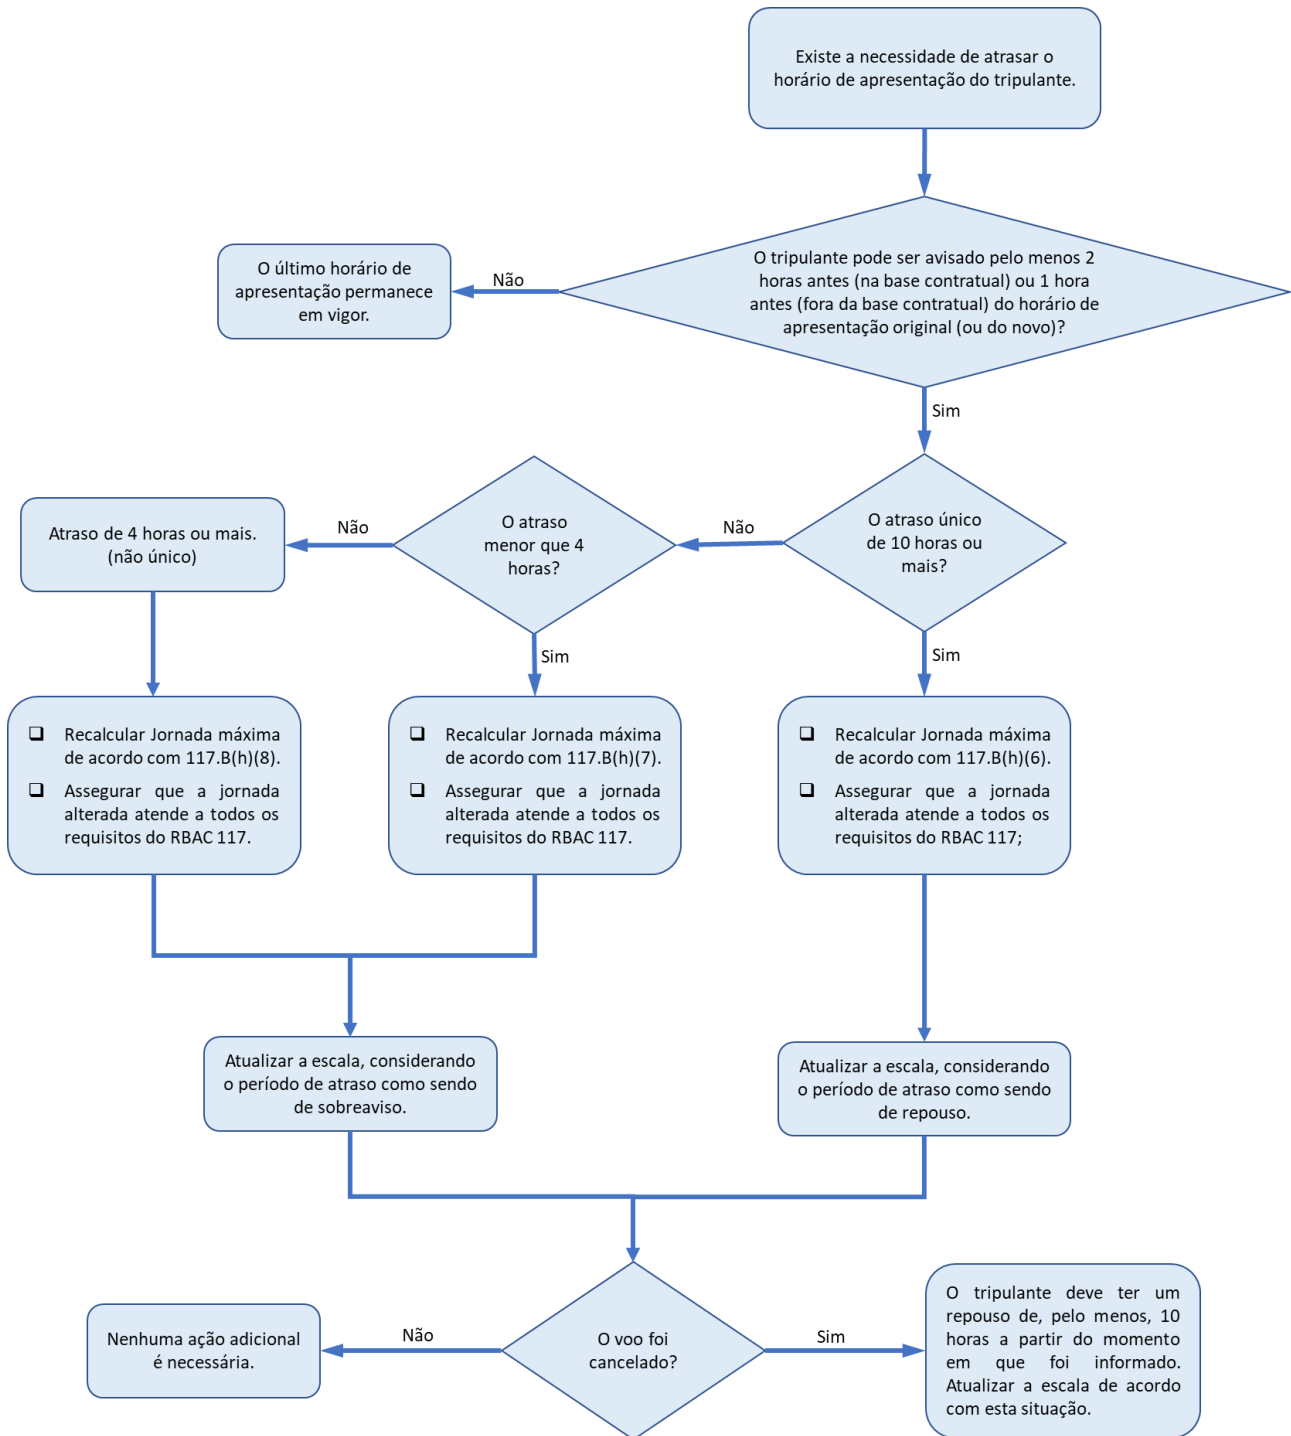 Existe a necessidade de atrasar o
horário de apresentação do tripulante.
O tripulante pode ser avisado pelo menos 2
horas antes (na base contratual) ou 1 hora
antes (fora da base contratual) do horário de
apresentação original (ou do novo)?
Não
O último horário de
apresentação permanece
em vigor.
Sim
O atraso único
de 10 horas ou
mais?
Não
O atraso
menor que 4
horas?
Não
Atraso de 4 horas ou mais.
(não único)
Sim
Sim
❑ Recalcular Jornada máxima
de acordo com 117.B(h)(8).
❑ Assegurar que a jornada
alterada atende a todos os
requisitos do RBAC 117.
❑ Recalcular Jornada máxima
de acordo com 117.B(h)(7).
❑ Assegurar que a jornada
alterada atende a todos os
requisitos do RBAC 117.
❑ Recalcular Jornada máxima
de acordo com 117.B(h)(6).
❑ Assegurar que a jornada
alterada atende a todos os
requisitos do RBAC 117;
Atualizar a escala, considerando
o período de atraso como sendo
de sobreaviso.
Atualizar a escala, considerando
o período de atraso como sendo
de repouso.
O voo foi
cancelado?
Não
Nenhuma ação adicional
é necessária.
Sim
O tripulante deve ter um
repouso de, pelo menos, 10
horas a partir do momento
em que foi informado.
Atualizar a escala de acordo
com esta situação.